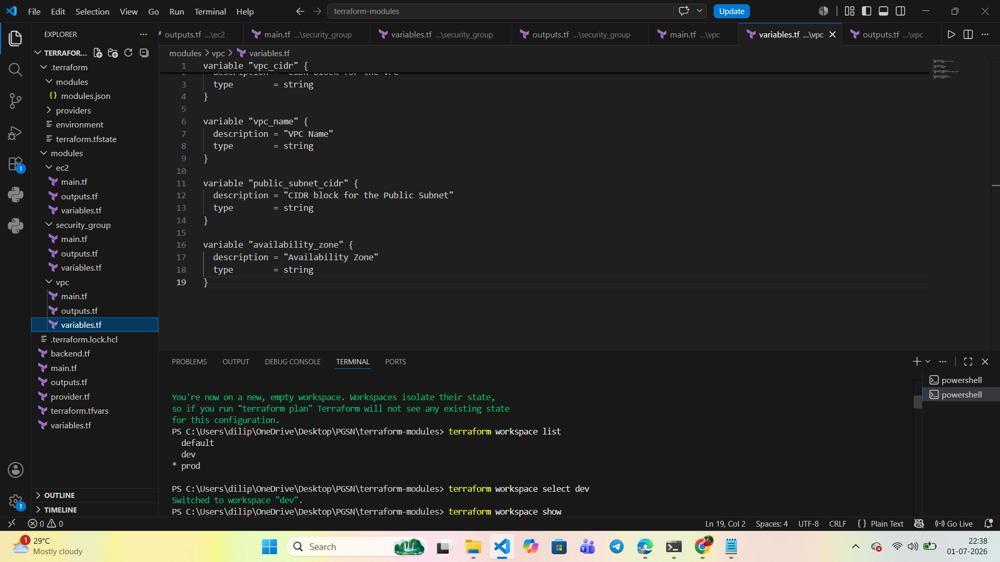 File Edit Selection View Go Run Terminal Help
terraform-modules
Update
EXPLORER
outputs.tf ...\ec2
main.tf ...\security_group
variables.tf ...\security_group
outputs.tf ...\security_group
main.tf ...\vpc
variables.tf ...\vpc
outputs.tf ...\vpc
TERRAFOR...
.terraform
modules
modules.json
providers
environment
terraform.tfstate
modules
ec2
main.tf
outputs.tf
variables.tf
security_group
main.tf
outputs.tf
variables.tf
vpc
main.tf
outputs.tf
variables.tf
.terraform.lock.hcl
backend.tf
main.tf
outputs.tf
provider.tf
terraform.tfvars
variables.tf
OUTLINE
TIMELINE
1
1
modules > vpc > variables.tf
1 variable "vpc_cidr" {
2 description = "CIDR block for the VPC"
3 type = string
4 }
5
6 variable "vpc_name" {
7 description = "VPC Name"
8 type = string
9 }
10
11 variable "public_subnet_cidr" {
12 description = "CIDR block for the Public Subnet"
13 type = string
14 }
15
16 variable "availability_zone" {
17 description = "Availability Zone"
18 type = string
19 }
PROBLEMS OUTPUT DEBUG CONSOLE TERMINAL PORTS
powershell
powershell
You're now on a new, empty workspace. Workspaces isolate their state,
so if you run "terraform plan" Terraform will not see any existing state
for this configuration.
PS C:\Users\dilip\OneDrive\Desktop\PGSN\terraform-modules> terraform workspace list
default
dev
* prod
PS C:\Users\dilip\OneDrive\Desktop\PGSN\terraform-modules> terraform workspace select dev
Switched to workspace "dev".
PS C:\Users\dilip\OneDrive\Desktop\PGSN\terraform-modules> terraform workspace show
0 0
Ln 19, Col 2 Spaces: 4 UTF-8 CRLF {} Plain Text Go Live
1
29°C
Mostly cloudy
Search
22:38
01-07-2026